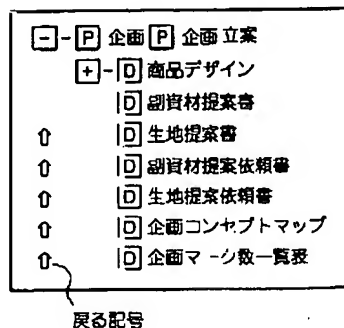 [-]-[P] 企画 [P] 企画立案
[+]-[D] 商品デザイン
|[D] 副資材提案書
⇧ |[D] 生地提案書
⇧ |[D] 副資材提案依頼書
⇧ |[D] 生地提案依頼書
⇧ |[D] 企画コンセプトマップ
⇧ |[D] 企画マーク数一覧表
戻る記号